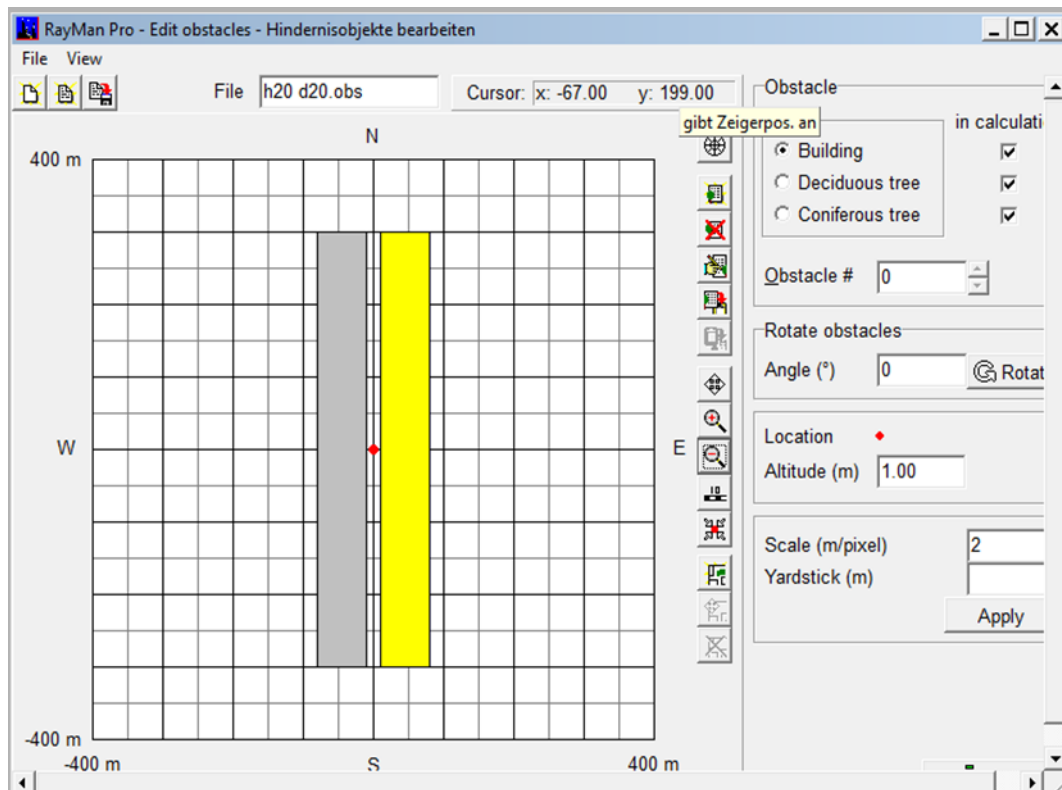 RayMan Pro - Edit obstacles - Hindernisobjekte bearbeiten
File View
File h20 d20.obs Cursor: x: -67.00 y: 199.00
gibt Zeigerpos. an
Obstacle
in calculati
Building
Deciduous tree
Coniferous tree
Obstacle # 0
Rotate obstacles
Angle (°) 0 Rotat
Location
Altitude (m) 1.00
Scale (m/pixel) 2
Yardstick (m)
Apply
N
400 m
W
E
10
-400 m
-400 m S 400 m